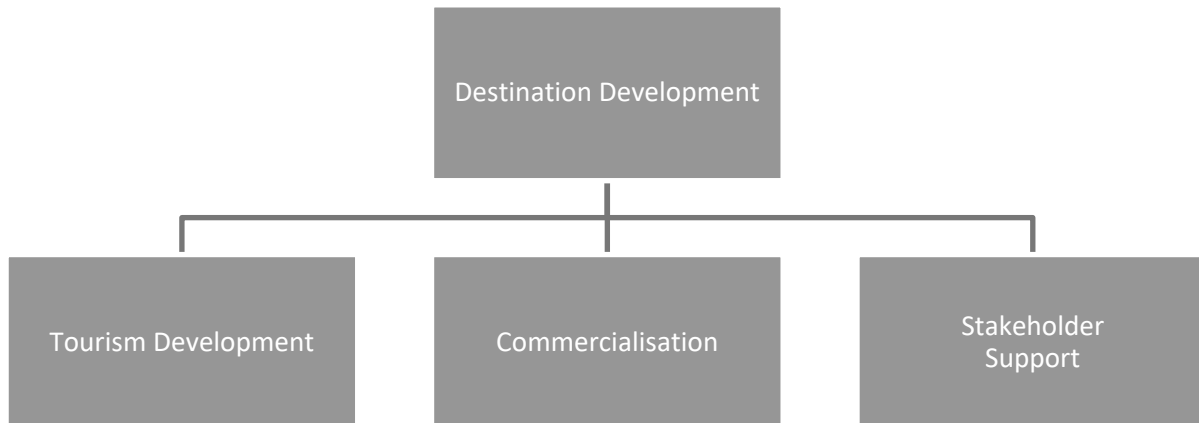 Destination Development
Tourism Development
Commercialisation
Stakeholder
Support